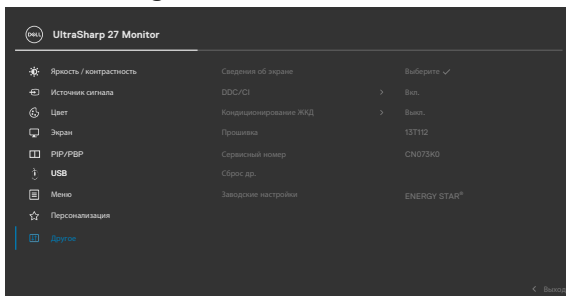 DELL UltraSharp 27 Monitor
Яркость / контрастность Сведения об экране Выберите ✓
Источник сигнала DDC/CI > Вкл.
Цвет Кондиционирование ЖКД > Выкл.
Экран Прошивка 13T112
PIP/PBP Сервисный номер CN073K0
USB Сброс др.
Меню Заводские настройки ENERGY STAR®
Персонализация
Другое
< Выход